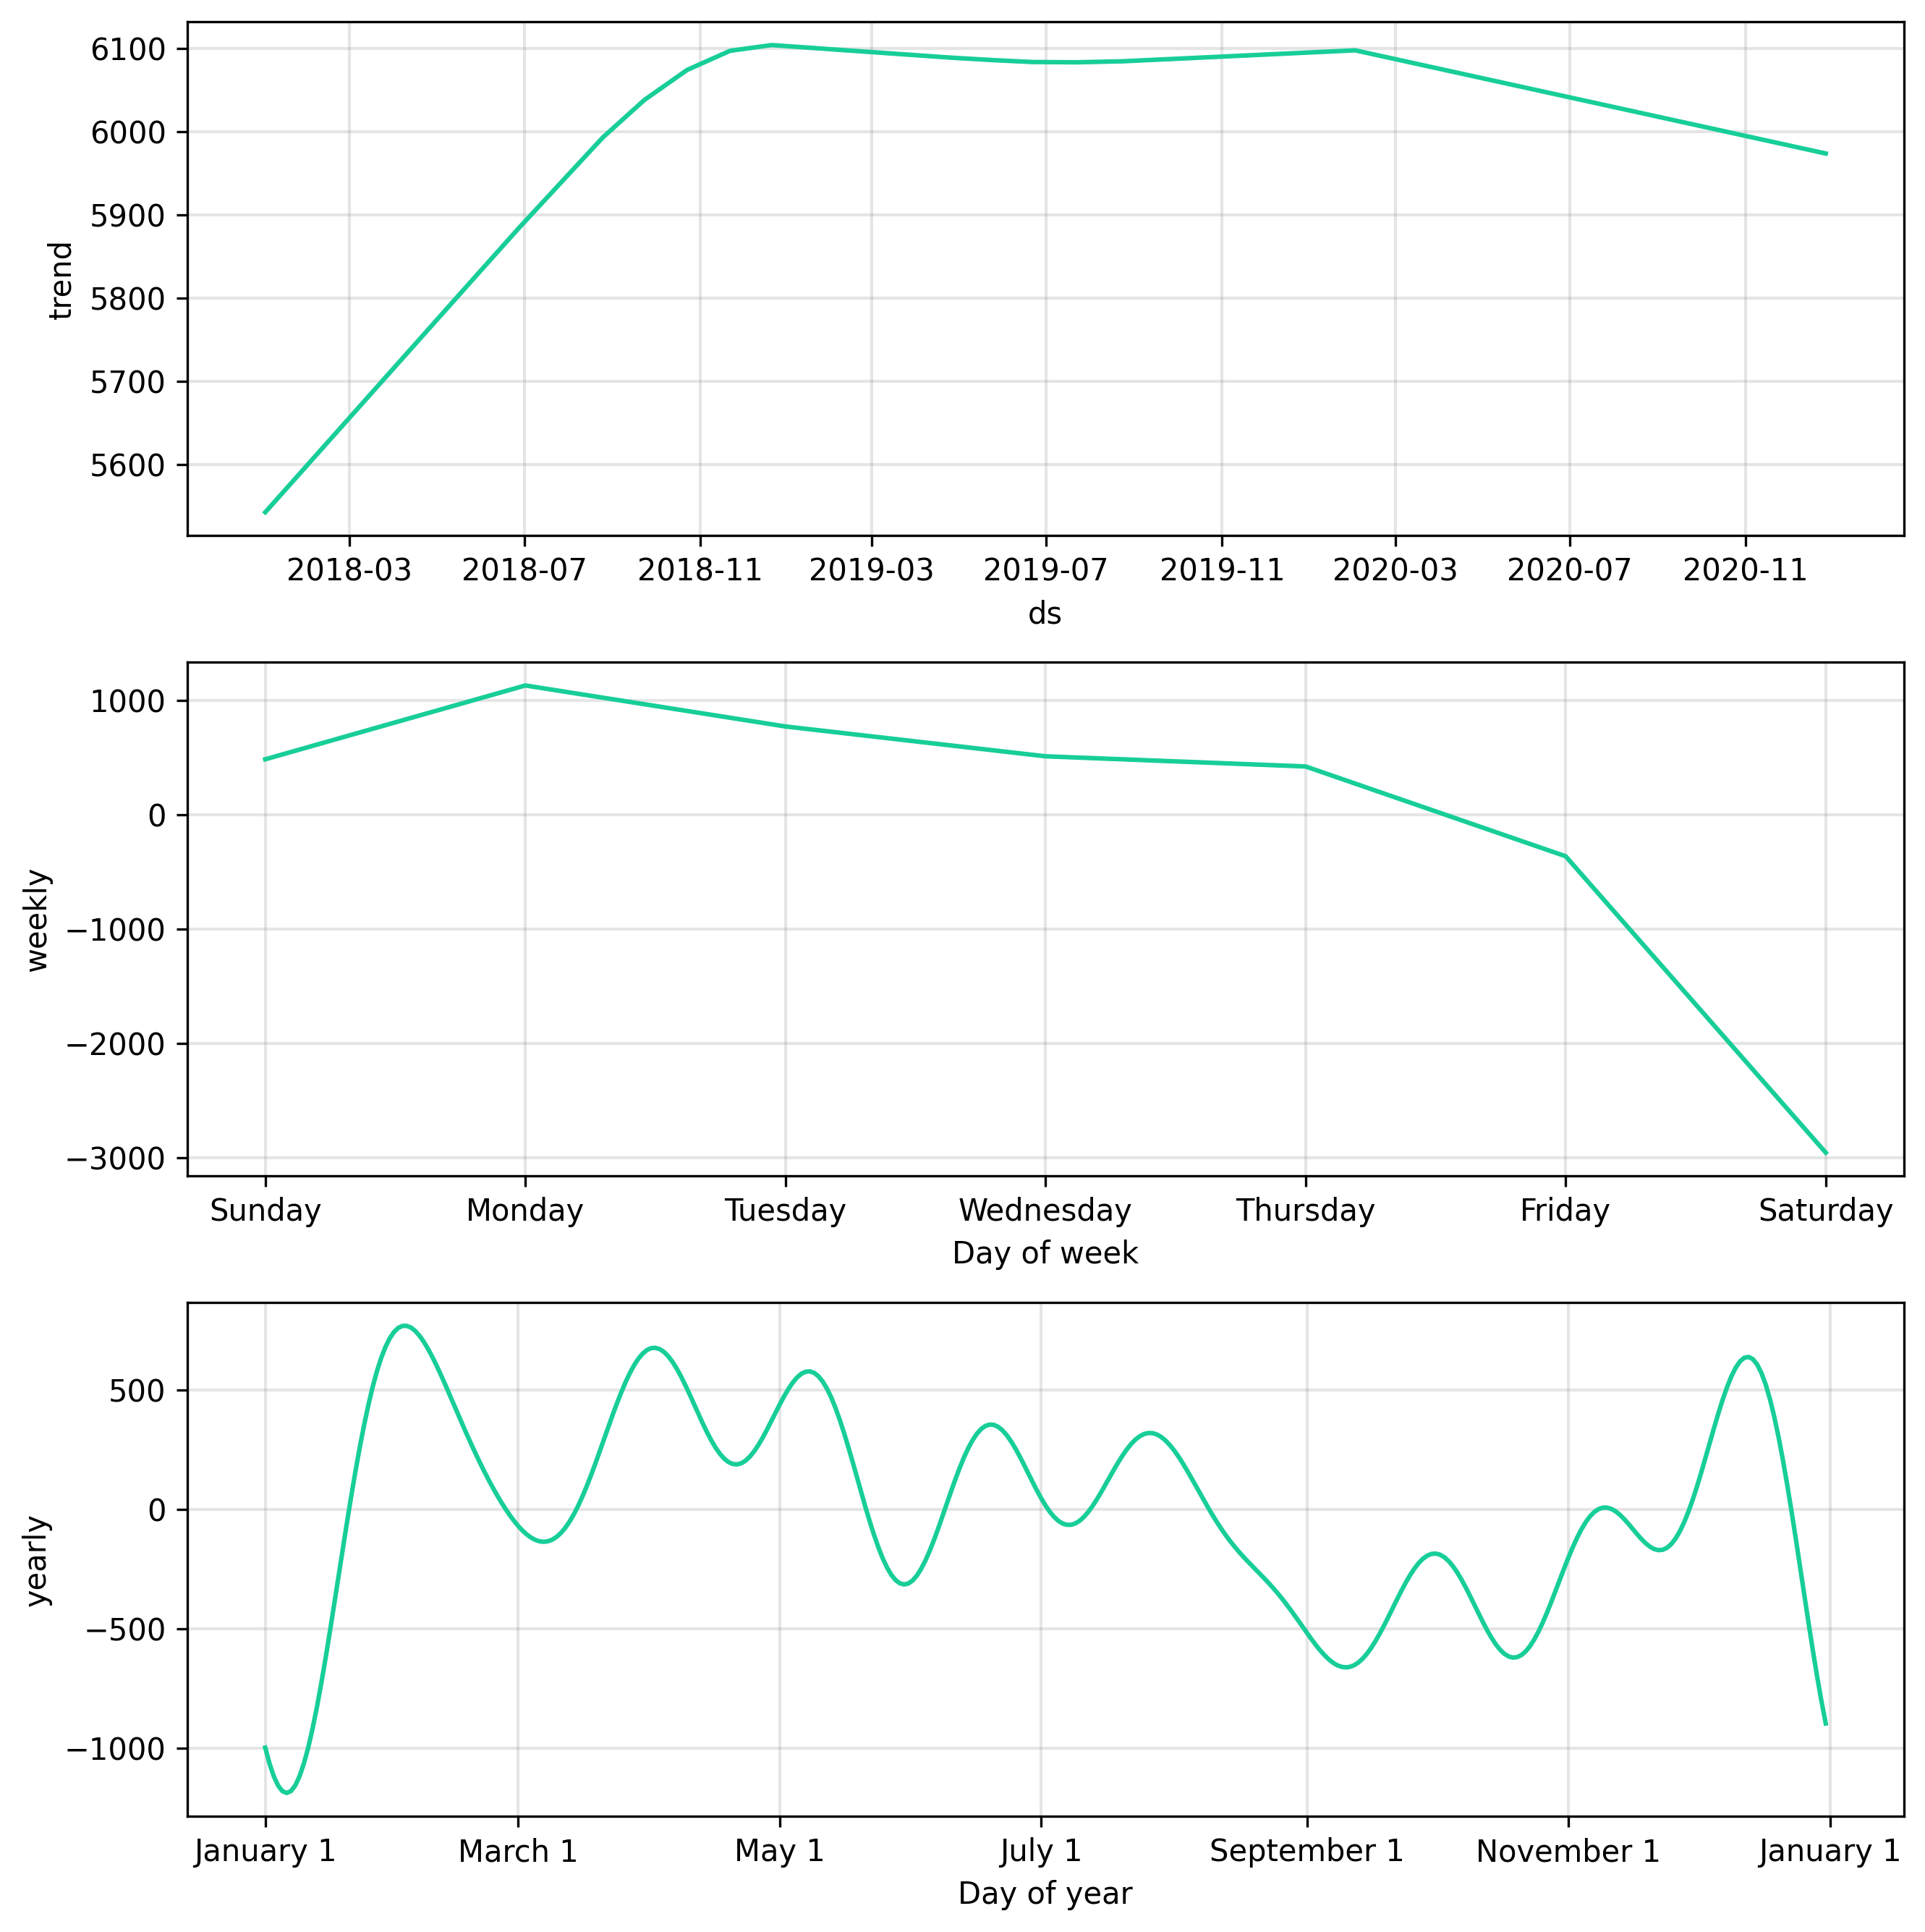 6100
6000
5900
5800
5700
5600
trend
2018-03 2018-07 2018-11 2019-03 2019-07 2019-11 2020-03 2020-07 2020-11
ds
1000
0
−1000
−2000
−3000
weekly
Sunday Monday Tuesday Wednesday Thursday Friday Saturday
Day of week
500
0
−500
−1000
yearly
January 1 March 1 May 1 July 1 September 1 November 1 January 1
Day of year